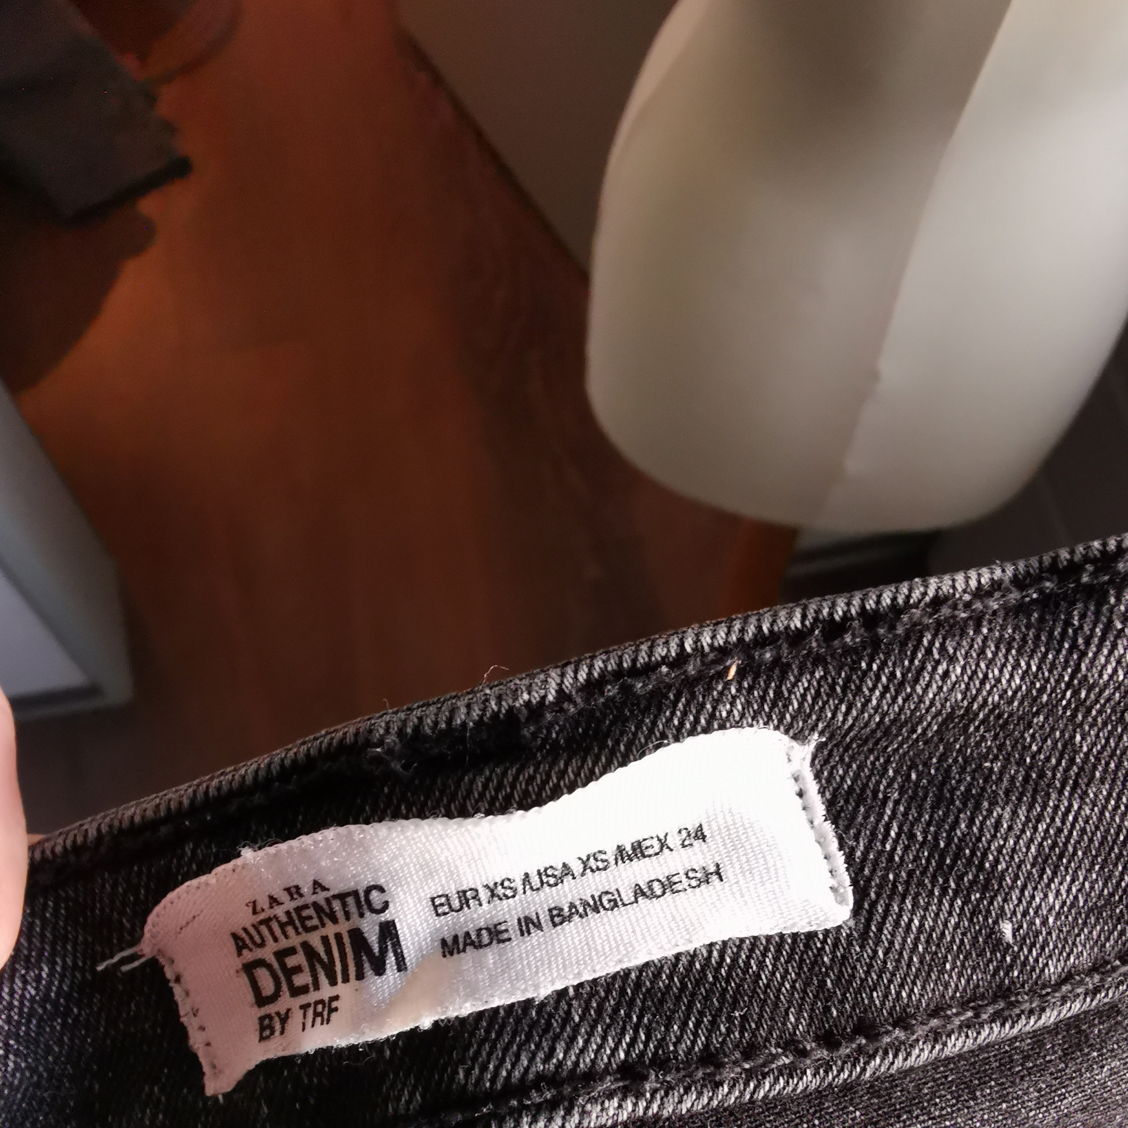 ZARA
AUTHENTIC
DENIM
BY TRF
EUR XS /USA XS /MEX 24
MADE IN BANGLADESH